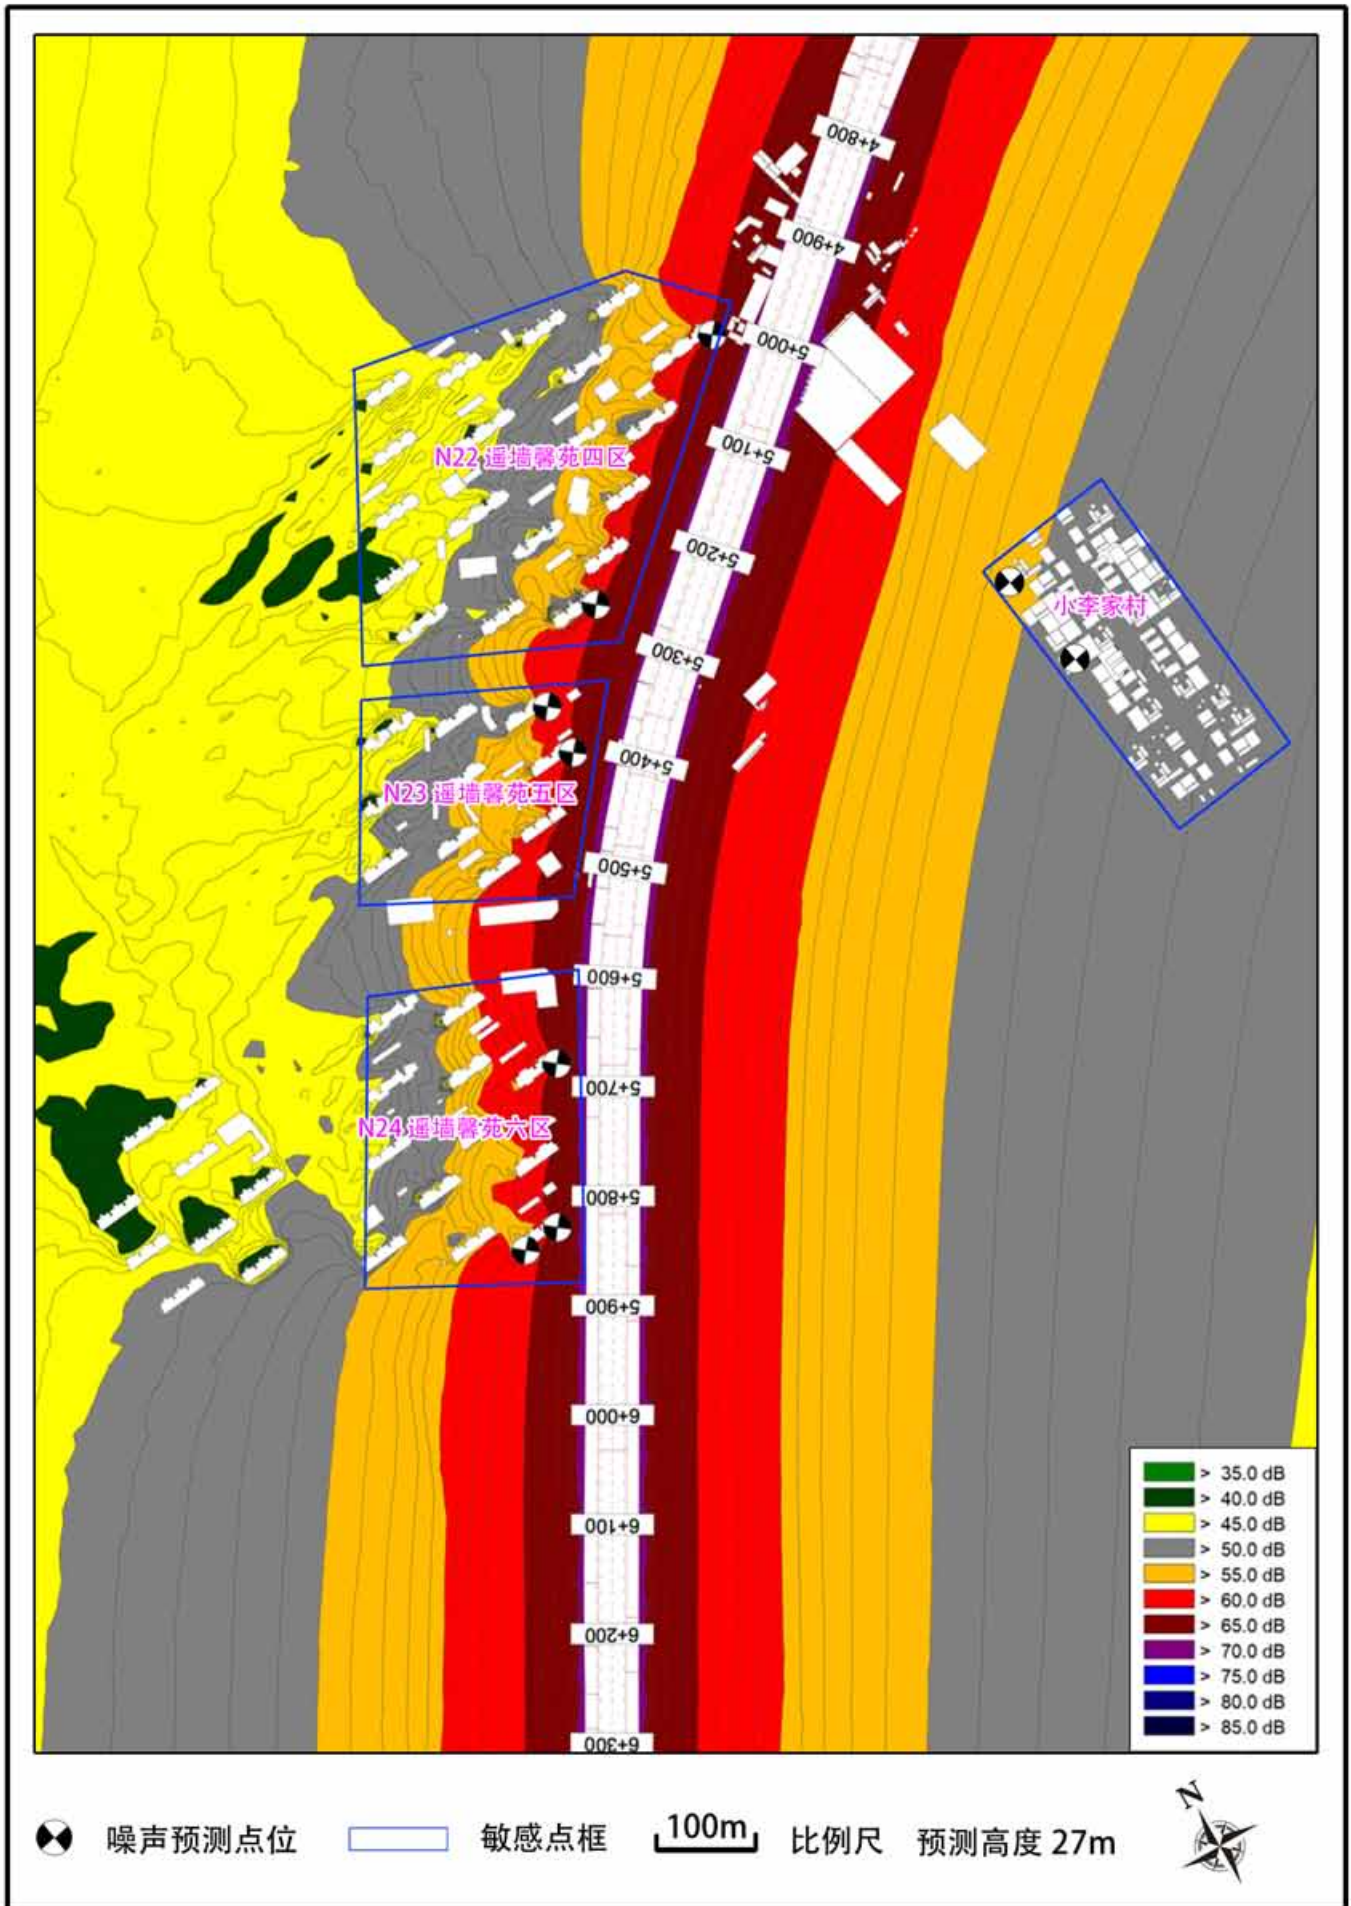 4+800
4+900
5+000
5+100
N22 遥墙馨苑四区
5+200
小李家村
5+300
5+400
N23 遥墙馨苑五区
5+500
5+600
5+700
N24 遥墙馨苑六区
5+800
5+900
6+000
6+100
6+200
6+300
> 35.0 dB
> 40.0 dB
> 45.0 dB
> 50.0 dB
> 55.0 dB
> 60.0 dB
> 65.0 dB
> 70.0 dB
> 75.0 dB
> 80.0 dB
> 85.0 dB
N
噪声预测点位 敏感点框 100m 比例尺 预测高度 27m